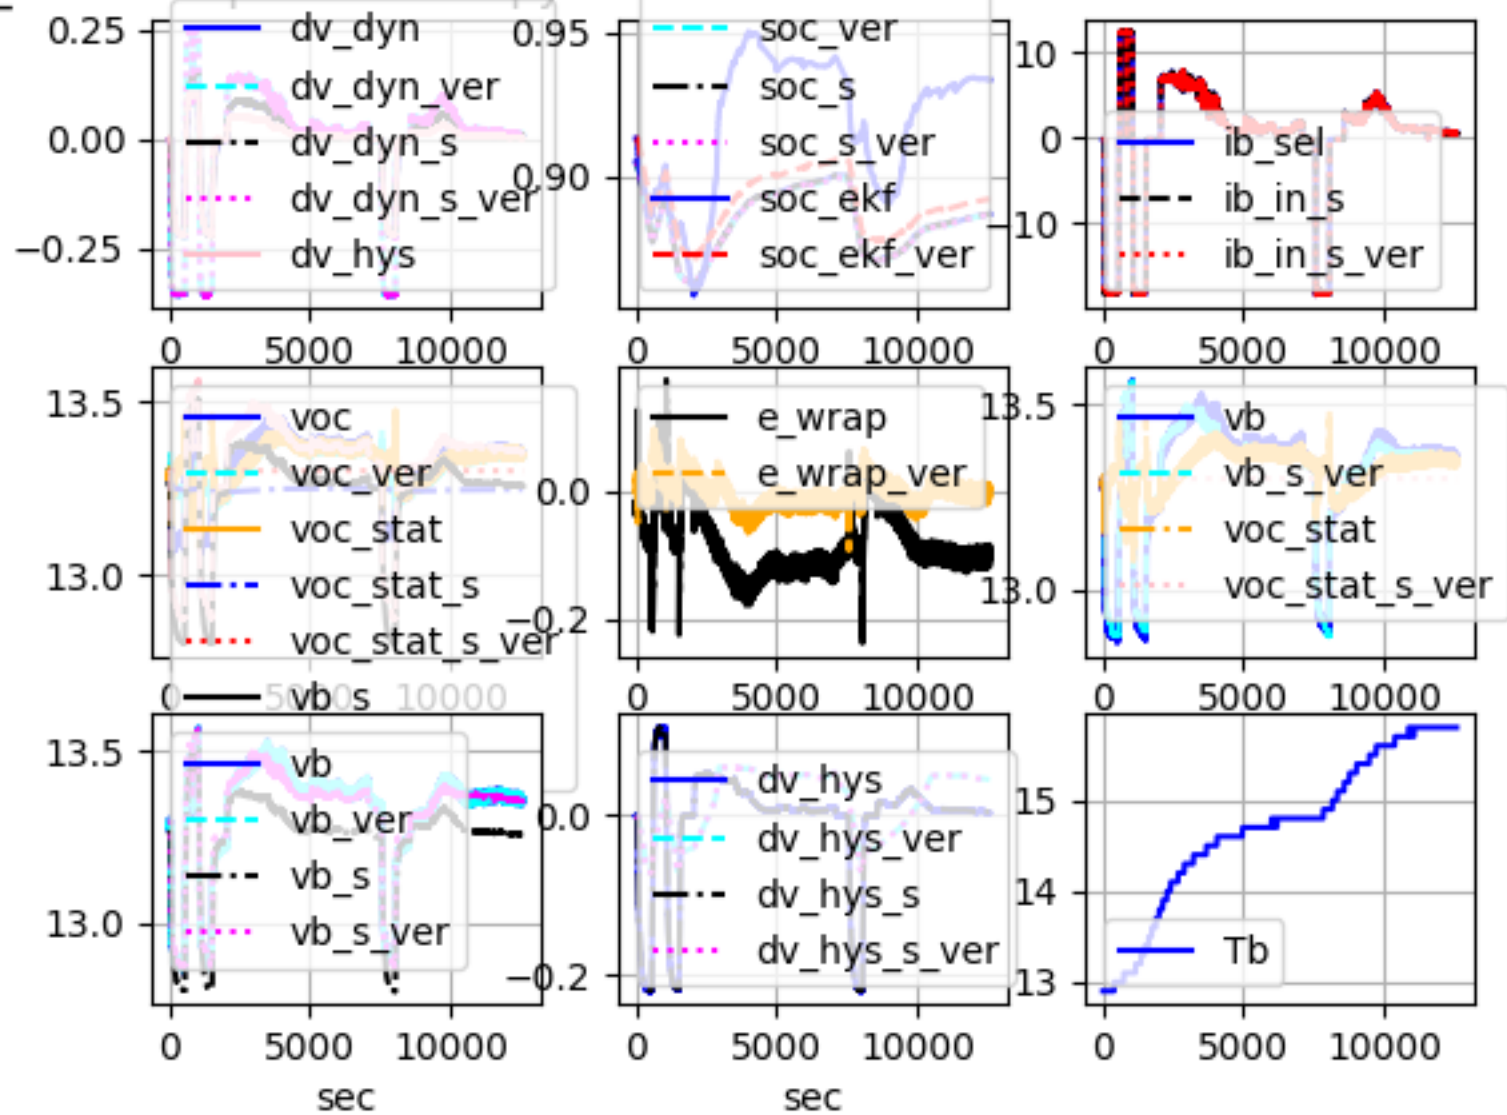 0.25
0.00
−0.25
dv_dyn
dv_dyn_ver
dv_dyn_s
dv_dyn_s_ver
dv_hys
0 5000 10000
0.95
0.90
soc_ver
soc_s
soc_s_ver
soc_ekf
soc_ekf_ver
0 5000 10000
10
0
−10
ib_sel
ib_in_s
ib_in_s_ver
0 5000 10000
13.5
13.0
voc
voc_ver
voc_stat
voc_stat_s
voc_stat_s_ver
vb_s
0 5000 10000
0.0
−0.2
e_wrap
e_wrap_ver
0 5000 10000
13.5
13.0
vb
vb_s_ver
voc_stat
voc_stat_s_ver
0 5000 10000
13.5
13.0
vb
vb_ver
vb_s
vb_s_ver
0 5000 10000
sec
0.0
−0.2
dv_hys
dv_hys_ver
dv_hys_s
dv_hys_s_ver
0 5000 10000
sec
15
14
13
Tb
0 5000 10000